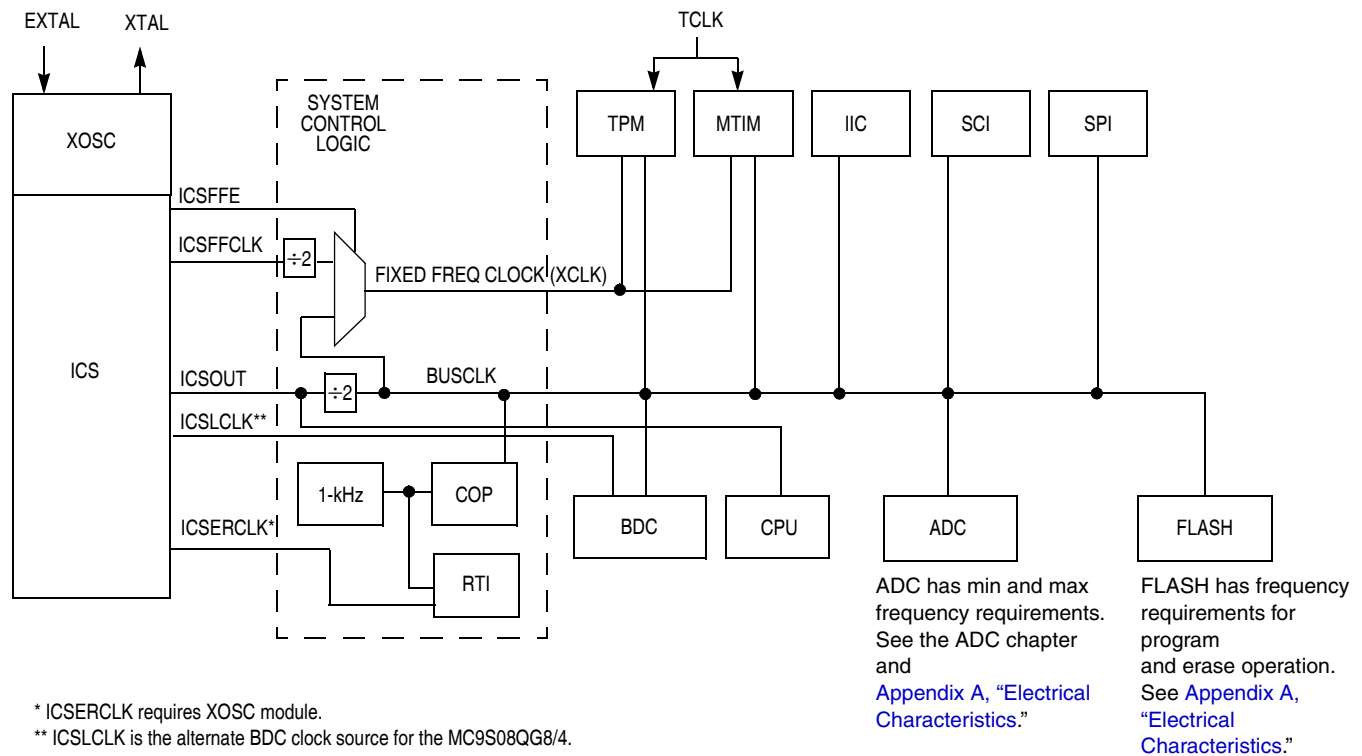 EXTAL XTAL TCLK
SYSTEM
CONTROL
LOGIC
XOSC TPM MTIM IIC SCI SPI
ICSFFE
ICSFFCLK
÷2
FIXED FREQ CLOCK (XCLK)
ICS
ICSOUT
÷2
BUSCLK
ICSLCLK**
1-kHz COP
BDC CPU ADC FLASH
ICSERCLK*
RTI
ADC has min and max
frequency requirements.
See the ADC chapter
and
Appendix A, “Electrical
Characteristics.”
FLASH has frequency
requirements for
program
and erase operation.
See Appendix A,
“Electrical
Characteristics.”
* ICSERCLK requires XOSC module.
** ICSLCLK is the alternate BDC clock source for the MC9S08QG8/4.